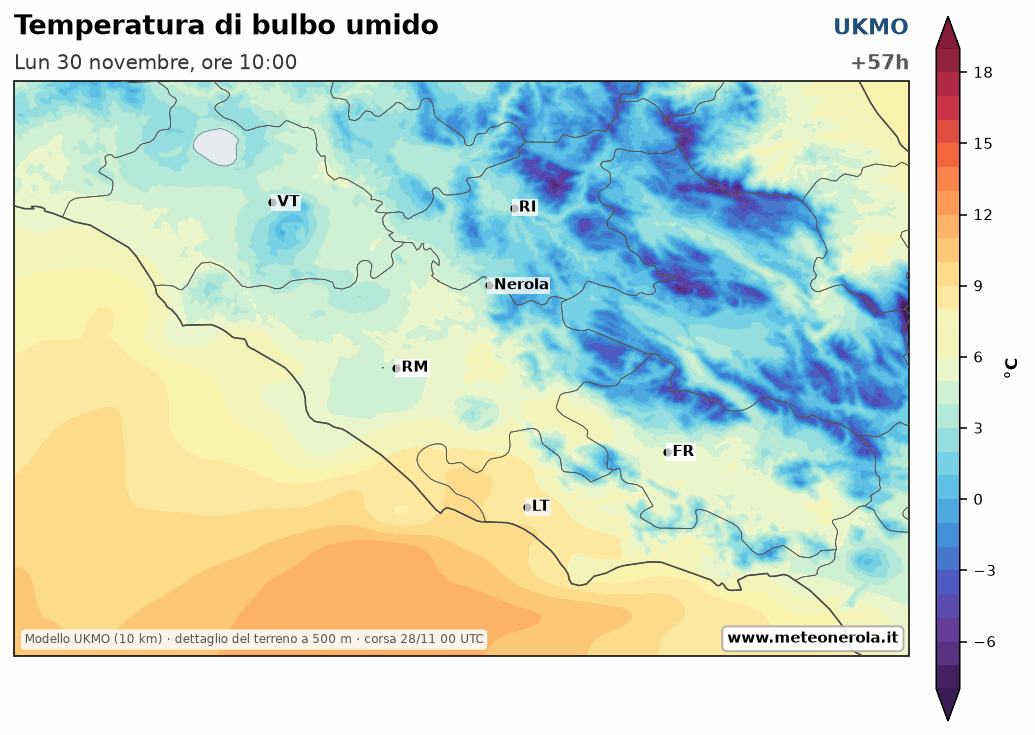 Temperatura di bulbo umido
UKMO
Lun 30 novembre, ore 10:00
+57h
VT
RI
Nerola
RM
FR
LT
Modello UKMO (10 km) · dettaglio del terreno a 500 m · corsa 28/11 00 UTC
www.meteonerola.it
18
15
12
9
6
3
0
−3
−6
°C